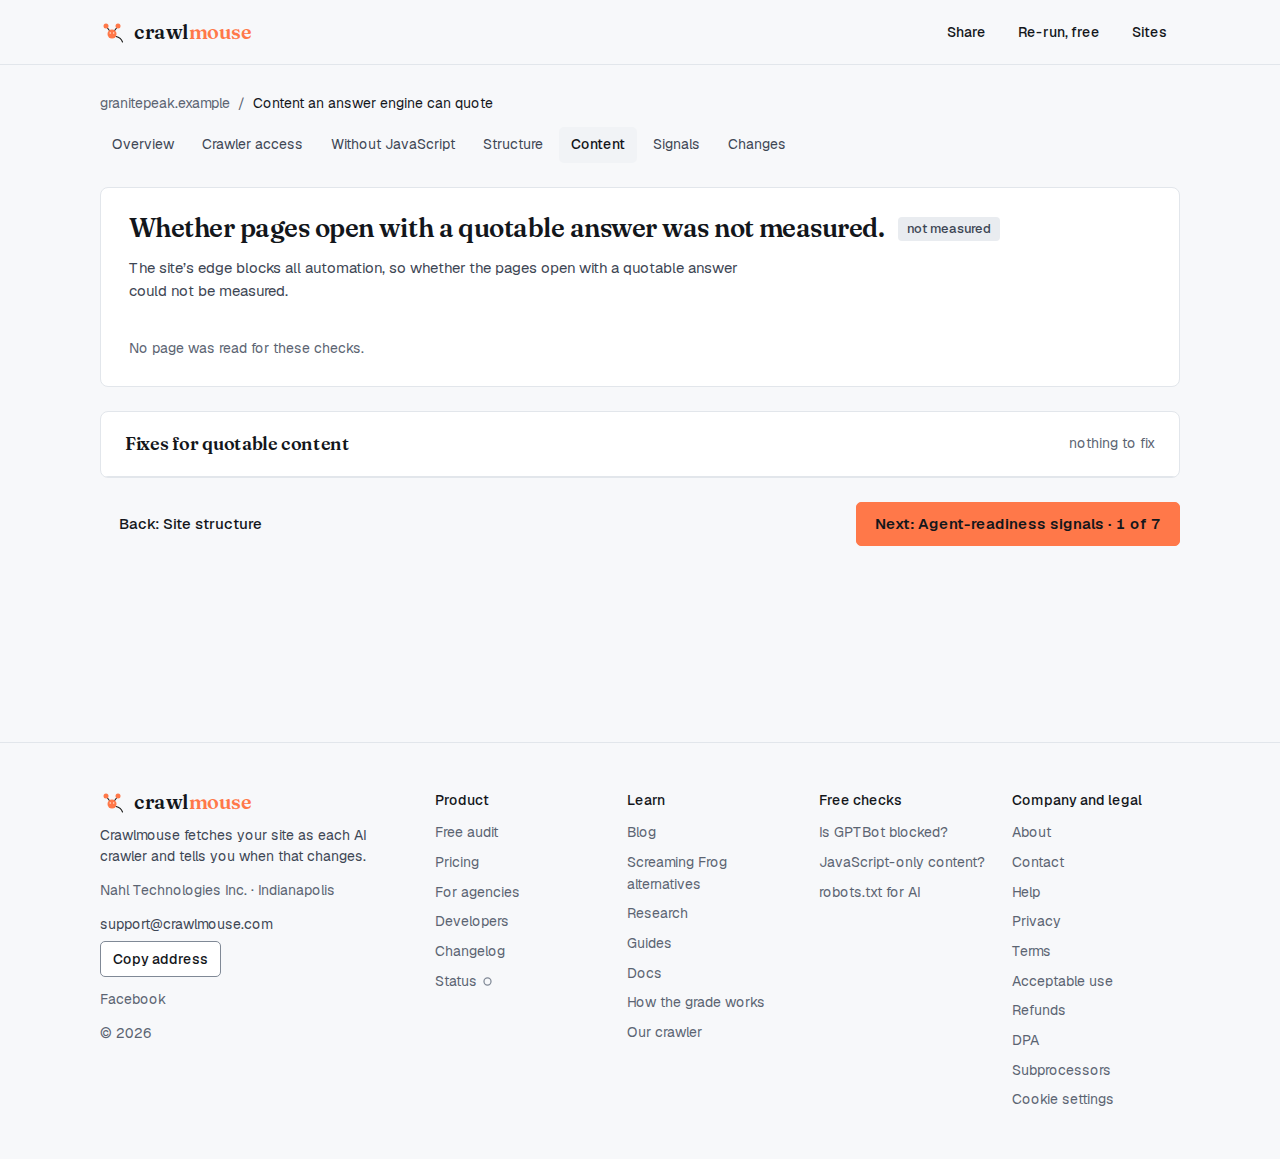 crawlmouse
Share
Re-run, free
Sites
granitepeak.example / Content an answer engine can quote
Overview
Crawler access
Without JavaScript
Structure
Content
Signals
Changes
Whether pages open with a quotable answer was not measured.
not measured
The site’s edge blocks all automation, so whether the pages open with a quotable answer
could not be measured.
No page was read for these checks.
Fixes for quotable content
nothing to fix
Back: Site structure
Next: Agent-readiness signals · 1 of 7
crawlmouse
Crawlmouse fetches your site as each AI
crawler and tells you when that changes.
Nahl Technologies Inc. · Indianapolis
support@crawlmouse.com
Copy address
Facebook
© 2026
Product
Free audit
Pricing
For agencies
Developers
Changelog
Status
Learn
Blog
Screaming Frog
alternatives
Research
Guides
Docs
How the grade works
Our crawler
Free checks
Is GPTBot blocked?
JavaScript-only content?
robots.txt for AI
Company and legal
About
Contact
Help
Privacy
Terms
Acceptable use
Refunds
DPA
Subprocessors
Cookie settings